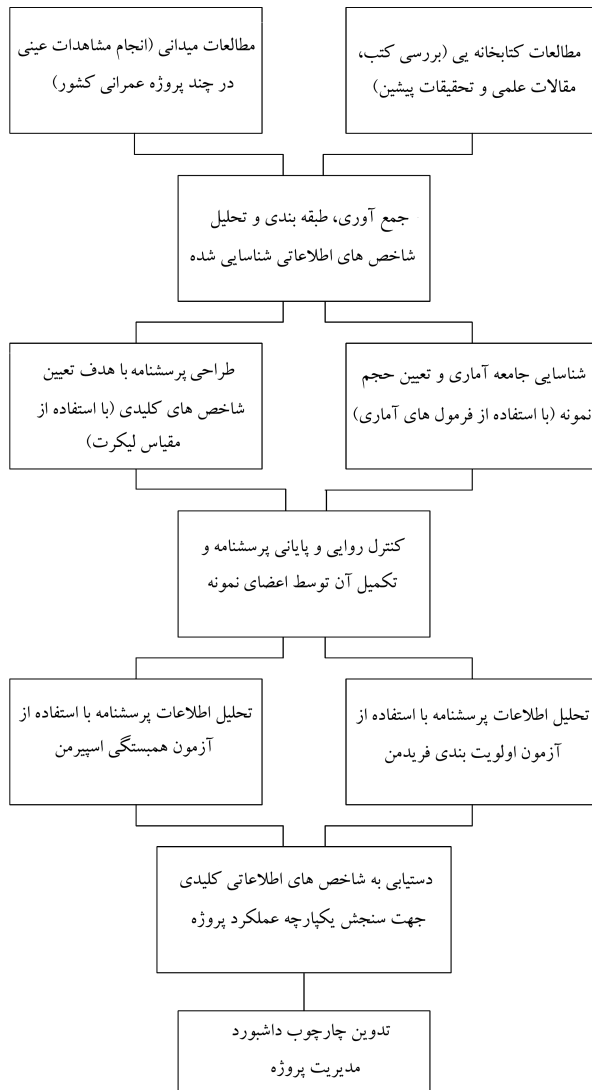 مطالعات کتابخانه یی (بررسی کتب،
مقالات علمی و تحقیقات پیشین)
مطالعات میدانی (انجام مشاهدات عینی
در چند پروژه عمرانی کشور)
جمع آوری، طبقه بندی و تحلیل
شاخص های اطلاعاتی شناسایی شده
شناسایی جامعه آماری و تعیین حجم
نمونه (با استفاده از فرمول های آماری)
طراحی پرسشنامه با هدف تعیین
شاخص های کلیدی (با استفاده از
مقیاس لیکرت)
کنترل روایی و پایانی پرسشنامه و
تکمیل آن توسط اعضای نمونه
تحلیل اطلاعات پرسشنامه با استفاده از
آزمون اولویت بندی فریدمن
تحلیل اطلاعات پرسشنامه با استفاده از
آزمون همبستگی اسپیرمن
دستیابی به شاخص های اطلاعاتی کلیدی
جهت سنجش یکپارچه عملکرد پروژه
تدوین چارچوب داشبورد
مدیریت پروژه